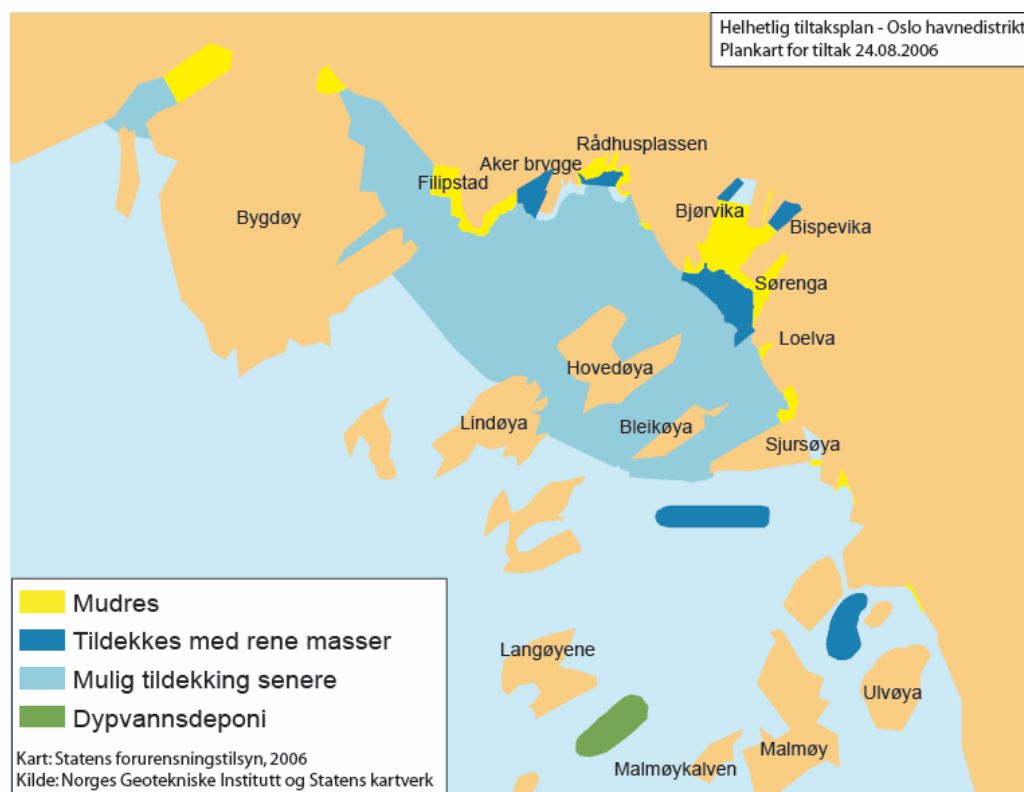 Helhetlig tiltaksplan - Oslo havnedistrikt
Plankart for tiltak 24.08.2006
Rådhusplassen
Aker brygge
Filipstad
Bjørvika
Bygdøy
Bispevika
Sørenga
Loelva
Hovedøya
Lindøya
Bleikøya
Sjursøya
Mudres
Tildekkes med rene masser
Mulig tildekking senere
Dypvannsdeponi
Langøyene
Ulvøya
Malmøy
Malmøykalven
Kart: Statens forurensningstilsyn, 2006
Kilde: Norges Geotekniske Institutt og Statens kartverk